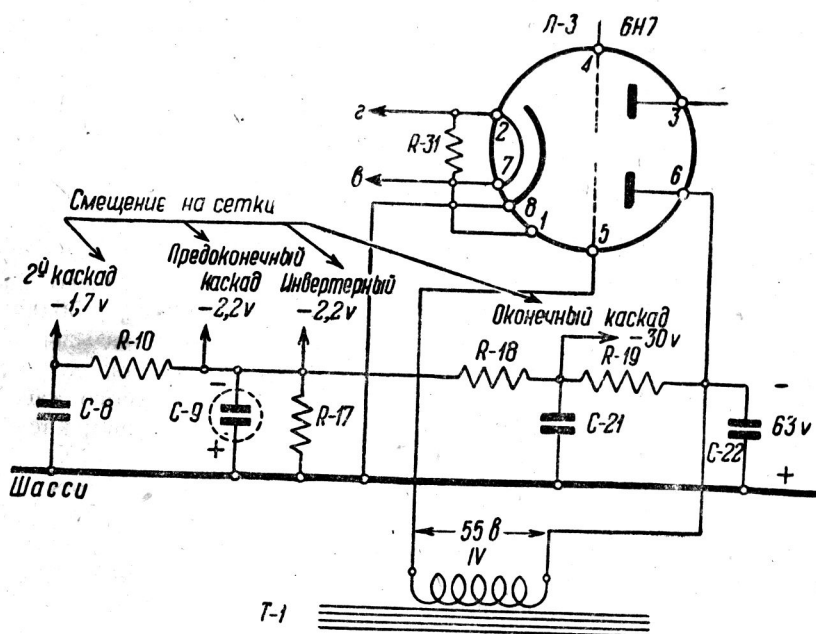 Л-3 6Н7
4
г
2
3
R-31
7
6
в
8
1
5
Смещение на сетки
2й каскад
-1,7 v
Предоконечный
каскад
-2,2 v
Инвертерный
-2,2 v
Оконечный каскад
-30 v
R-10
R-18
R-19
C-8
-
C-9
+
R-17
C-21
C-22
-
63 v
+
Шасси
55 в
IV
Т-1